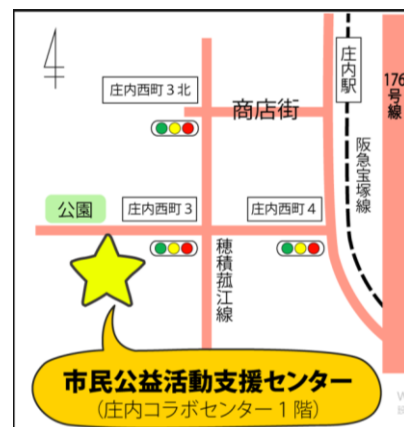 庄内駅
176号線
庄内西町3北
商店街
阪急宝塚線
公園
庄内西町3
庄内西町4
穂積菰江線
市民公益活動支援センター
(庄内コラボセンター1階)